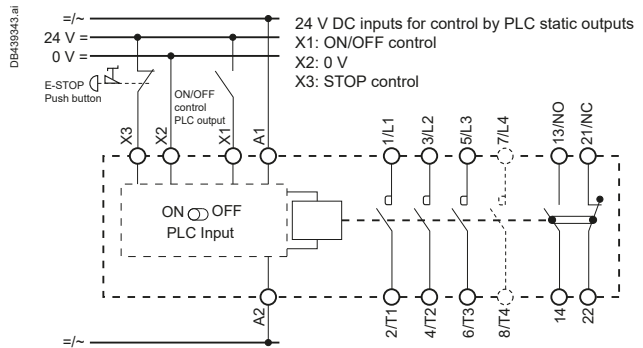 DB439343.ai
=/~
24 V =
0 V =
24 V DC inputs for control by PLC static outputs
X1: ON/OFF control
X2: 0 V
X3: STOP control
E-STOP
Push button
ON/OFF
control
PLC output
X3
X2
X1
A1
1/L1
3/L2
5/L3
7/L4
13/NO
21/NC
ON OFF
PLC Input
A2
2/T1
4/T2
6/T3
8/T4
14
22
=/~